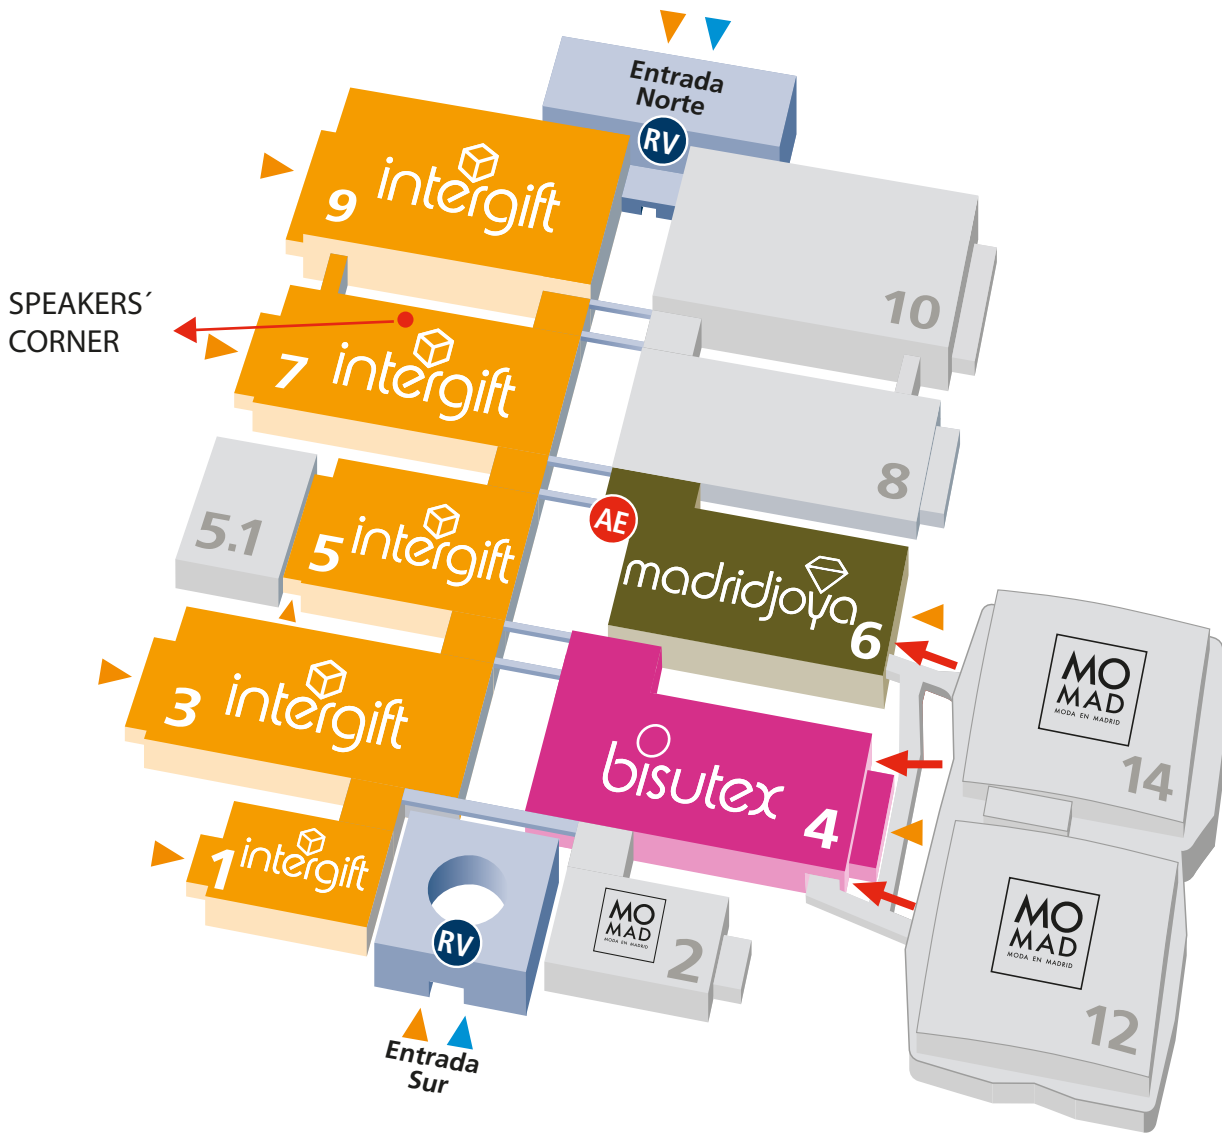 Entrada
Norte
RV
intergift
9
10
SPEAKERS´
CORNER
intergift
7
8
5.1
5
intergift
AE
madridjoya
6
3
intergift
MO
MAD
MODA EN MADRID
14
bisutex
4
1
intergift
RV
MO
MAD
MODA EN MADRID
2
MO
MAD
MODA EN MADRID
12
Entrada
Sur